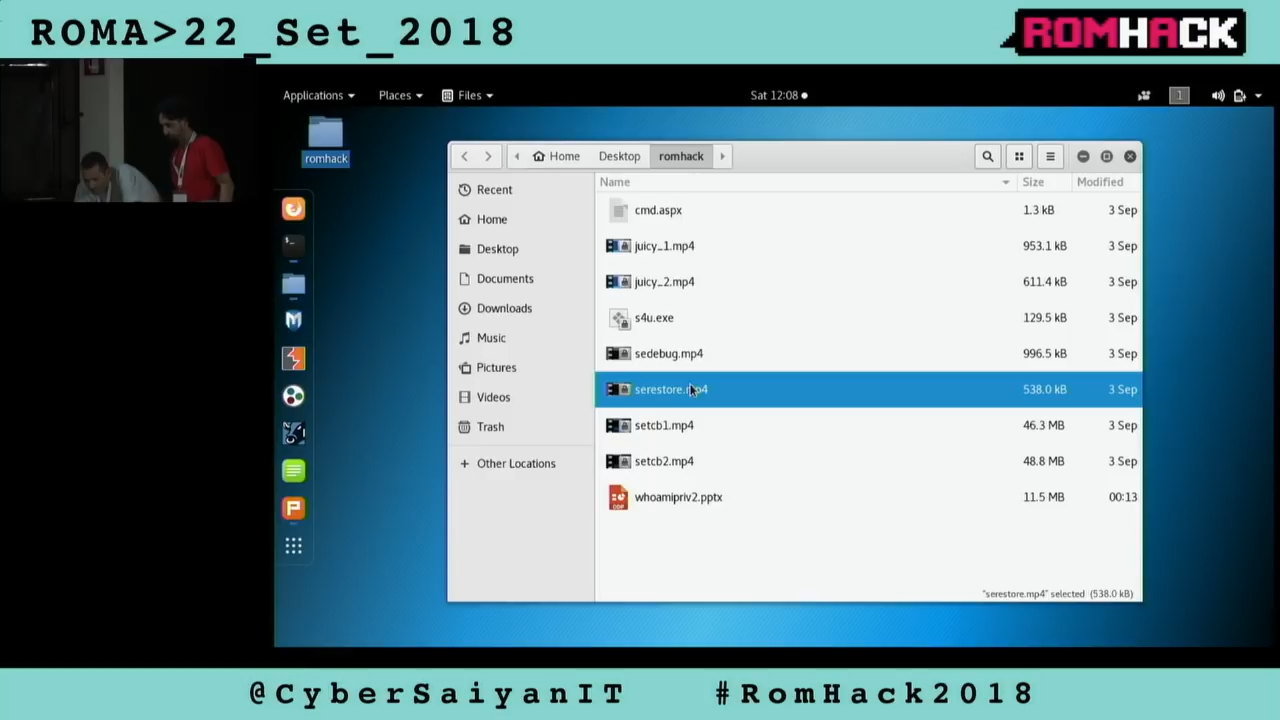 ROMA>22_Set_2018
ROMHACK
Applications Places Files Sat 12:08 1
romhack
Home Desktop romhack
Name Size Modified
Recent
Home
Desktop
Documents
Downloads
Music
Pictures
Videos
Trash
+ Other Locations
cmd.aspx 1.3 kB 3 Sep
juicy_1.mp4 953.1 kB 3 Sep
juicy_2.mp4 611.4 kB 3 Sep
s4u.exe 129.5 kB 3 Sep
sedebug.mp4 996.5 kB 3 Sep
serestore.mp4 538.0 kB 3 Sep
setcb1.mp4 46.3 MB 3 Sep
setcb2.mp4 48.8 MB 3 Sep
whoamipriv2.pptx 11.5 MB 00:13
"serestore.mp4" selected (538.0 kB)
@CyberSaiyanIT #RomHack2018